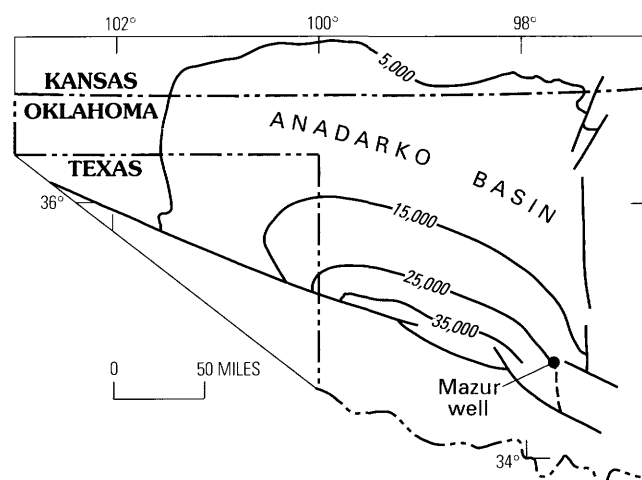 102°
100°
98°
5,000
KANSAS
OKLAHOMA
ANADARKO BASIN
TEXAS
36°
15,000
25,000
35,000
0 50 MILES
Mazur
well
34°